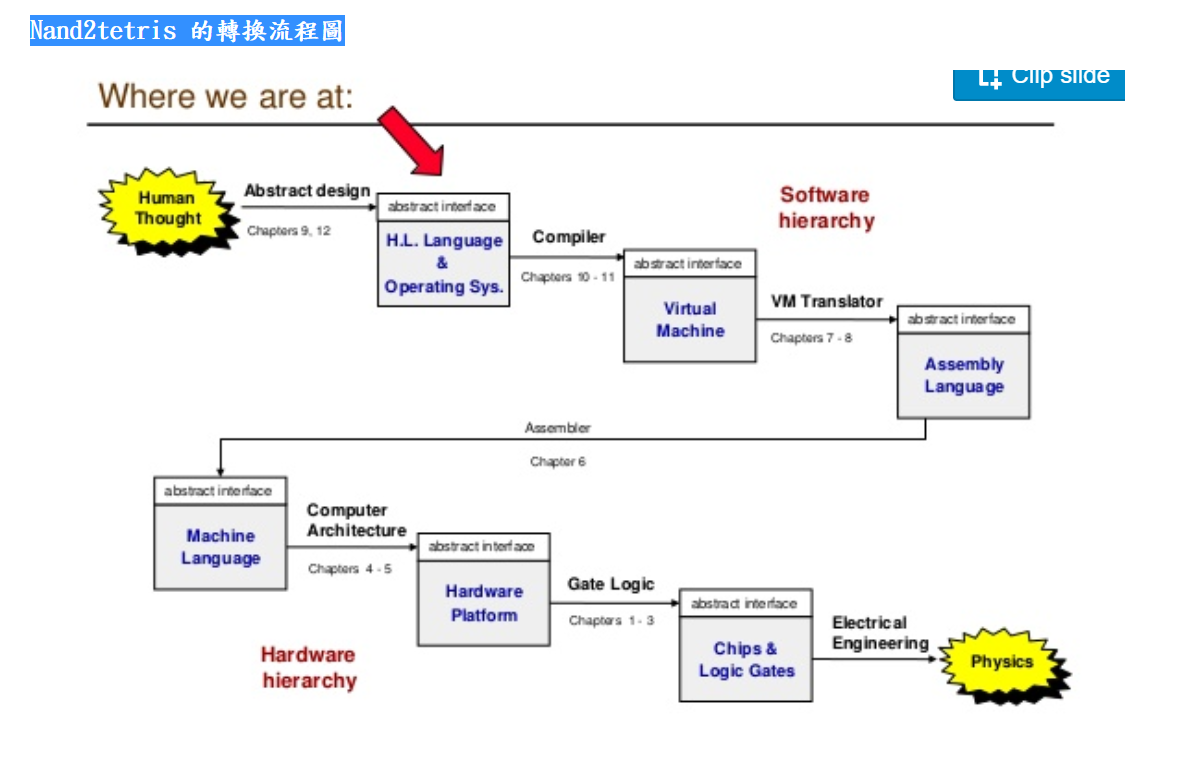 Nand2tetris 的轉換流程圖
Clip slide
Where we are at:
Human
Thought
Abstract design
Chapters 9, 12
abstract interface
H.L. Language
&
Operating Sys.
Compiler
Chapters 10 - 11
Software
hierarchy
abstract interface
Virtual
Machine
VM Translator
Chapters 7 - 8
abstract interface
Assembly
Language
Assembler
Chapter 6
abstract interface
Machine
Language
Computer
Architecture
Chapters 4 - 5
abstract interface
Hardware
Platform
Gate Logic
Chapters 1 - 3
abstract interface
Chips &
Logic Gates
Electrical
Engineering
Physics
Hardware
hierarchy